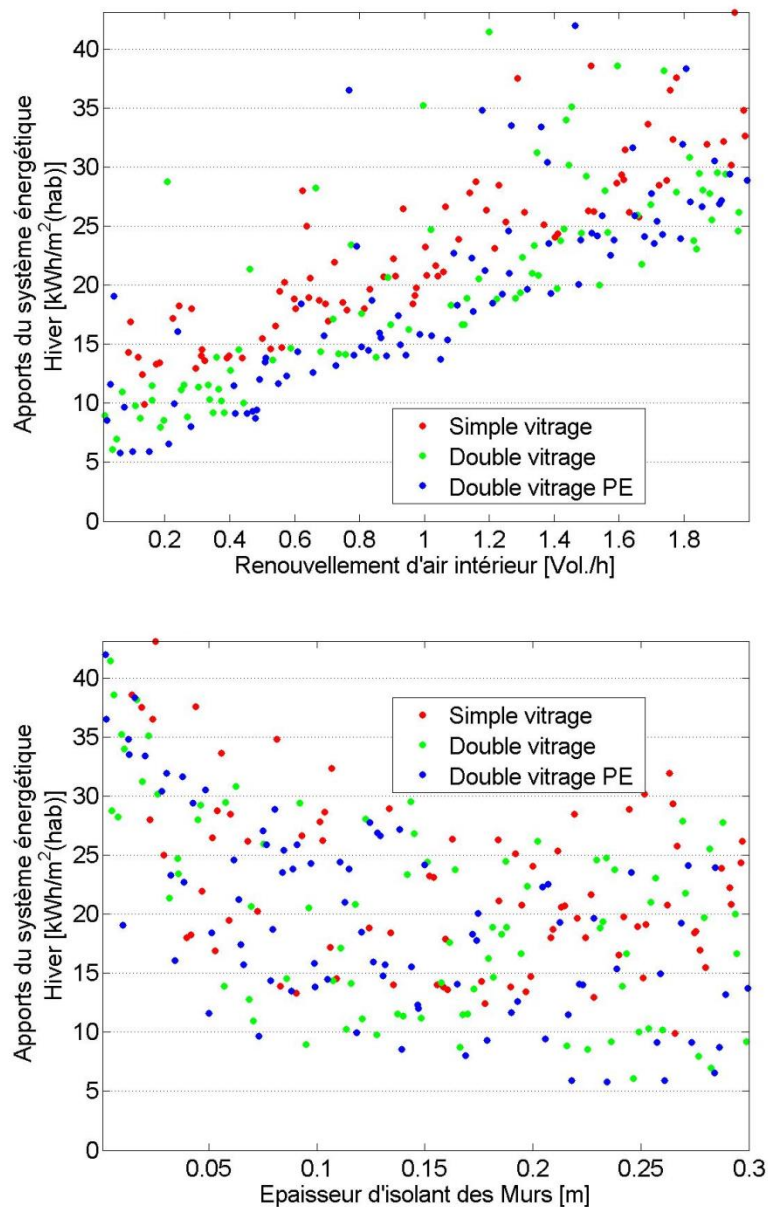 40
35
30
25
20
15
10
5
0
Apports du système énergétique
Hiver [kWh/m²(hab)]
Simple vitrage
Double vitrage
Double vitrage PE
0.2 0.4 0.6 0.8 1 1.2 1.4 1.6 1.8
Renouvellement d'air intérieur [Vol./h]
40
35
30
25
20
15
10
5
0
Apports du système énergétique
Hiver [kWh/m²(hab)]
Simple vitrage
Double vitrage
Double vitrage PE
0.05 0.1 0.15 0.2 0.25 0.3
Epaisseur d'isolant des Murs [m]